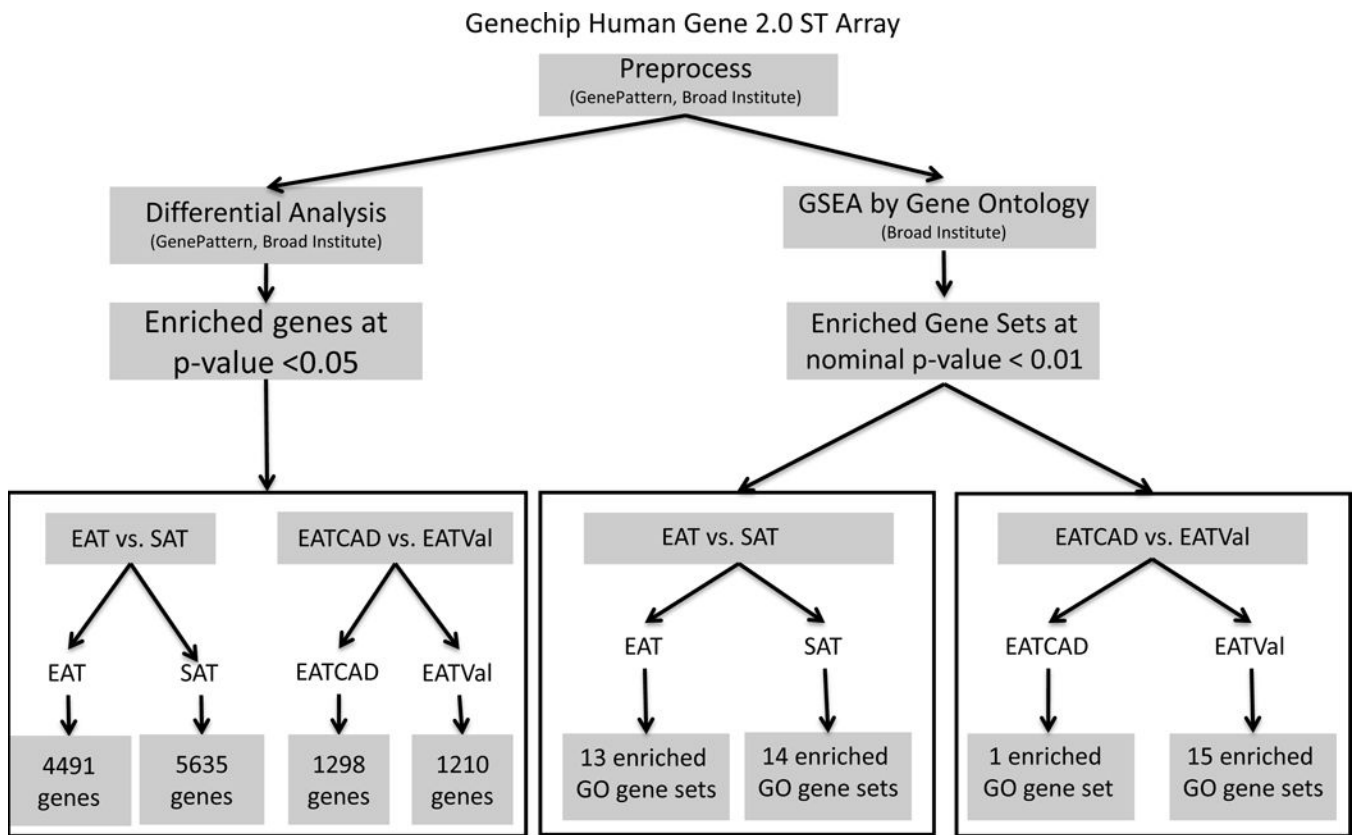 Genechip Human Gene 2.0 ST Array
Preprocess
(GenePattern, Broad Institute)
Differential Analysis
(GenePattern, Broad Institute)
GSEA by Gene Ontology
(Broad Institute)
Enriched genes at
p-value <0.05
Enriched Gene Sets at
nominal p-value < 0.01
EAT vs. SAT
EATCAD vs. EATVal
EAT
SAT
EATCAD
EATVal
4491
genes
5635
genes
1298
genes
1210
genes
EAT vs. SAT
EAT
SAT
13 enriched
GO gene sets
14 enriched
GO gene sets
EATCAD vs. EATVal
EATCAD
EATVal
1 enriched
GO gene set
15 enriched
GO gene sets